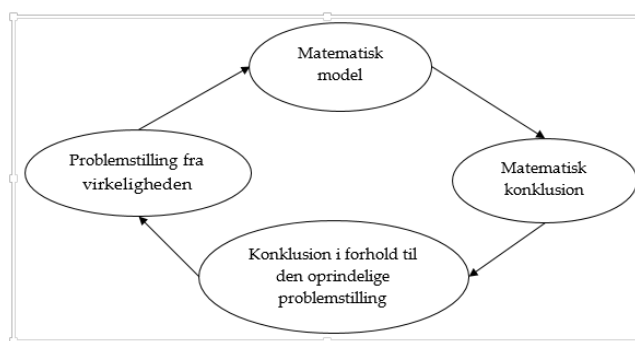 Matematisk
model
Problemstilling fra
virkeligheden
Matematisk
konklusion
Konklusion i forhold til
den oprindelige
problemstilling